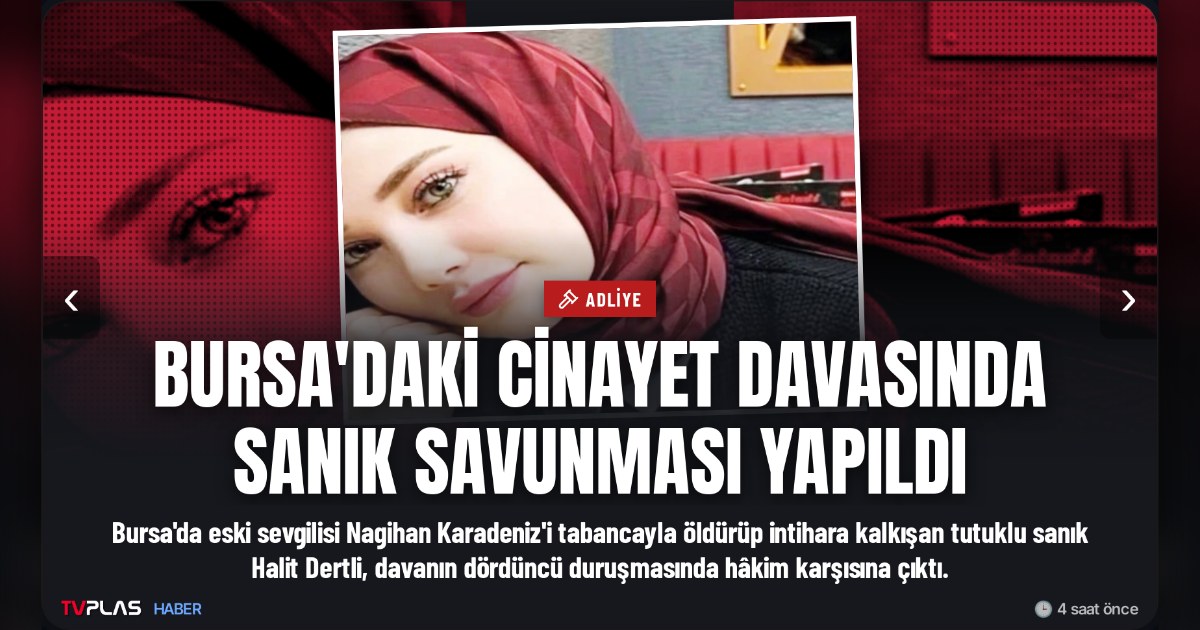 ADLİYE
BURSA'DAKİ CİNAYET DAVASINDA
SANIK SAVUNMASI YAPILDI
Bursa'da eski sevgilisi Nagihan Karadeniz'i tabancayla öldürüp intihara kalkışan tutuklu sanık
Halit Dertli, davanın dördüncü duruşmasında hâkim karşısına çıktı.
TVPLAS HABER
4 saat önce